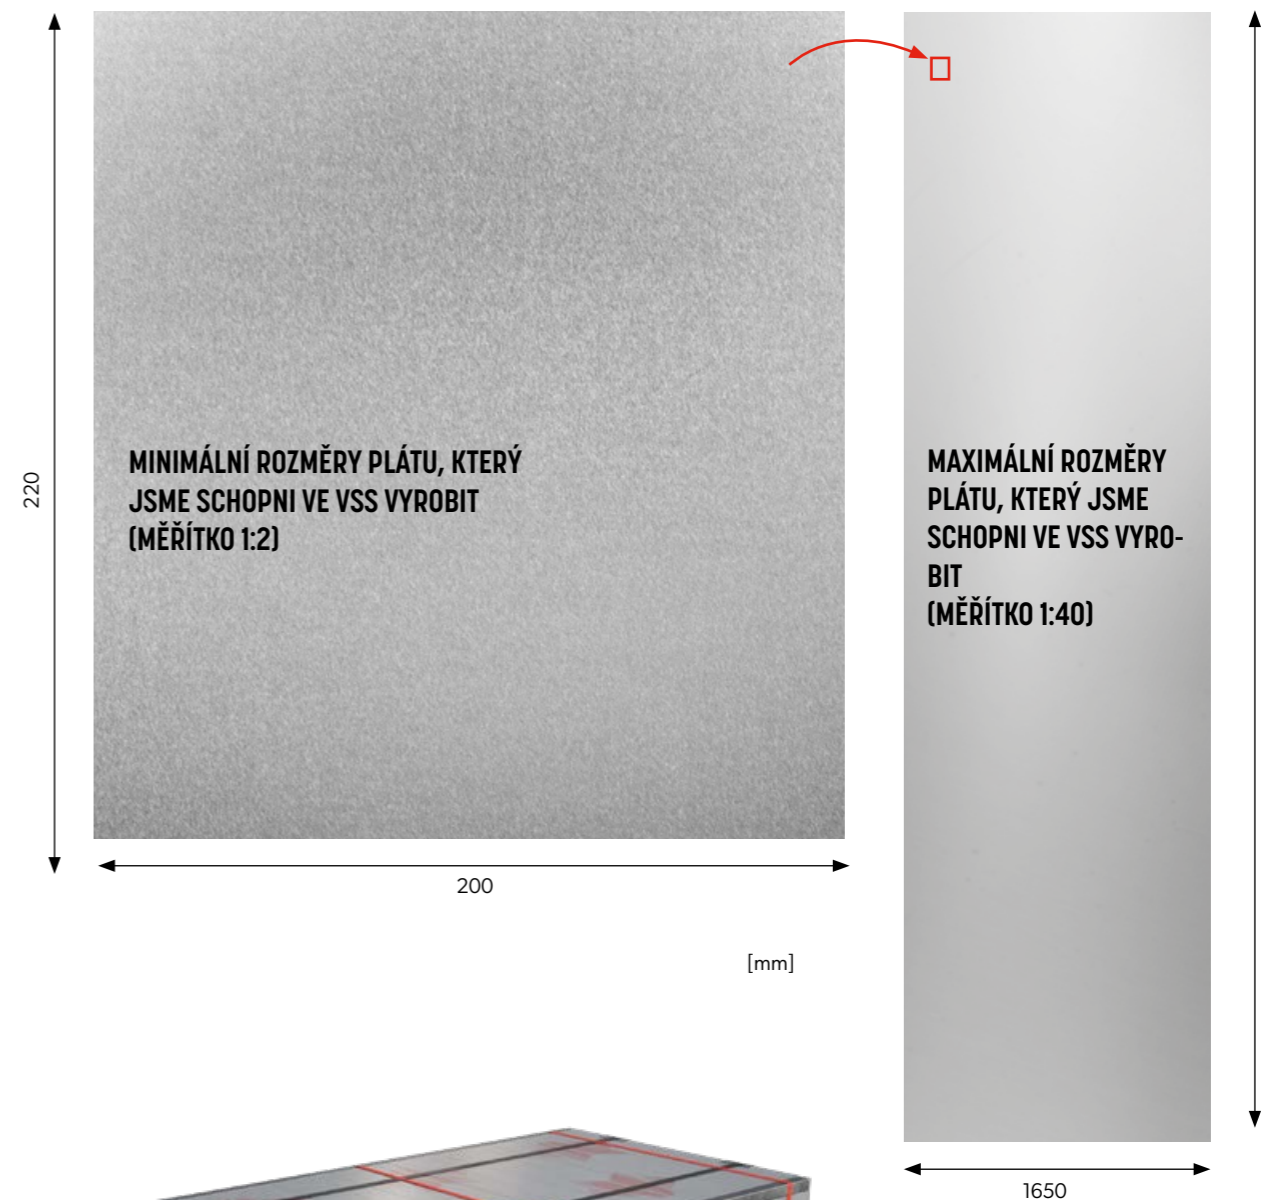 220
MINIMÁLNÍ ROZMĚRY PLÁTU, KTERÝ
JSME SCHOPNI VE VSS VYROBIT
(MĚŘÍTKO 1:2)
200
[mm]
MAXIMÁLNÍ ROZMĚRY
PLÁTU, KTERÝ JSME
SCHOPNI VE VSS VYRO-
BIT
(MĚŘÍTKO 1:40)
1650